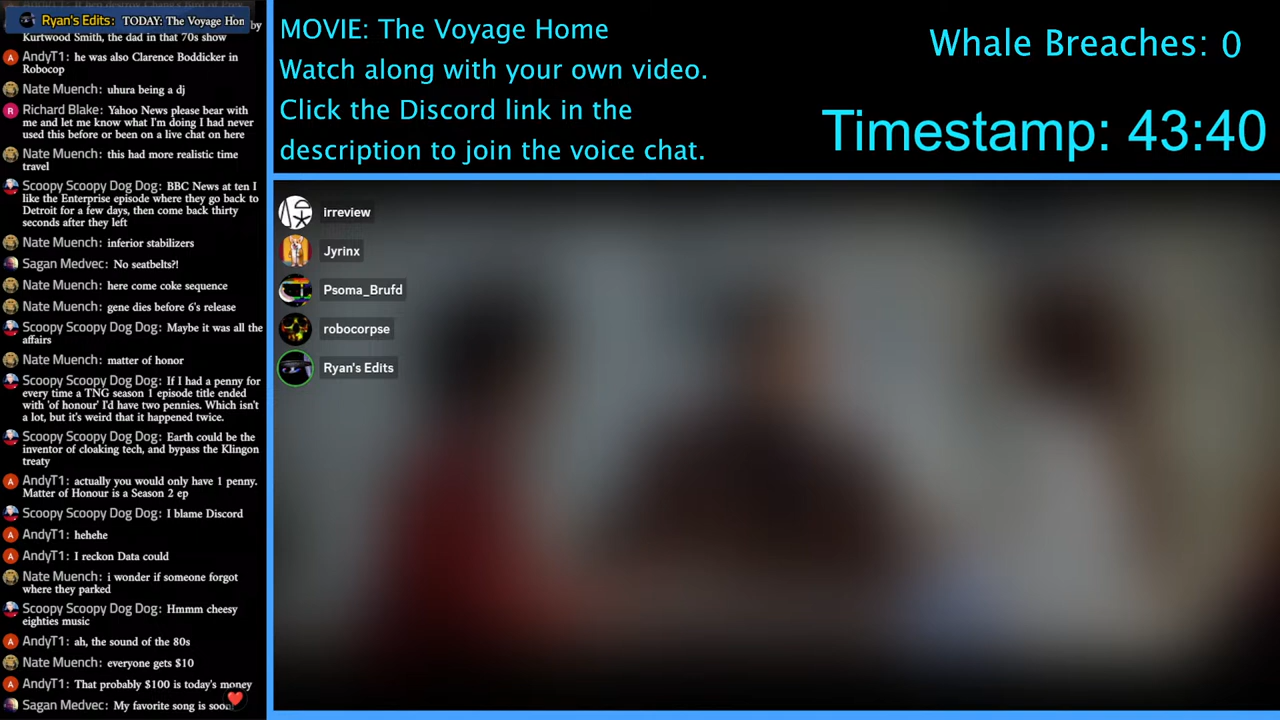 Ryan's Edits: TODAY: The Voyage Hom
by
Kurtwood Smith, the dad in that 70s show
AndyT1: he was also Clarence Boddicker in
Robocop
Nate Muench: uhura being a dj
Richard Blake: Yahoo News please bear with
me and let me know what I'm doing I had never
used this before or been on a live chat on here
Nate Muench: this had more realistic time
travel
Scoopy Scoopy Dog Dog: BBC News at ten I
like the Enterprise episode where they go back to
Detroit for a few days, then come back thirty
seconds after they left
Nate Muench: inferior stabilizers
Sagan Medvec: No seatbelts?!
Nate Muench: here come coke sequence
Nate Muench: gene dies before 6's release
Scoopy Scoopy Dog Dog: Maybe it was all the
affairs
Nate Muench: matter of honor
Scoopy Scoopy Dog Dog: If I had a penny for
every time a TNG season 1 episode title ended
with 'of honour' I'd have two pennies. Which isn't
a lot, but it's weird that it happened twice.
Scoopy Scoopy Dog Dog: Earth could be the
inventor of cloaking tech, and bypass the Klingon
treaty
AndyT1: actually you would only have 1 penny.
Matter of Honour is a Season 2 ep
Scoopy Scoopy Dog Dog: I blame Discord
AndyT1: hehehe
AndyT1: I reckon Data could
Nate Muench: i wonder if someone forgot
where they parked
Scoopy Scoopy Dog Dog: Hmmm cheesy
eighties music
AndyT1: ah, the sound of the 80s
Nate Muench: everyone gets $10
AndyT1: That probably $100 is today's money
Sagan Medvec: My favorite song is soon
MOVIE: The Voyage Home
Watch along with your own video.
Click the Discord link in the
description to join the voice chat.
Whale Breaches: 0
Timestamp: 43:40
irreview
Jyrinx
Psoma_Brufd
robocorpse
Ryan's Edits